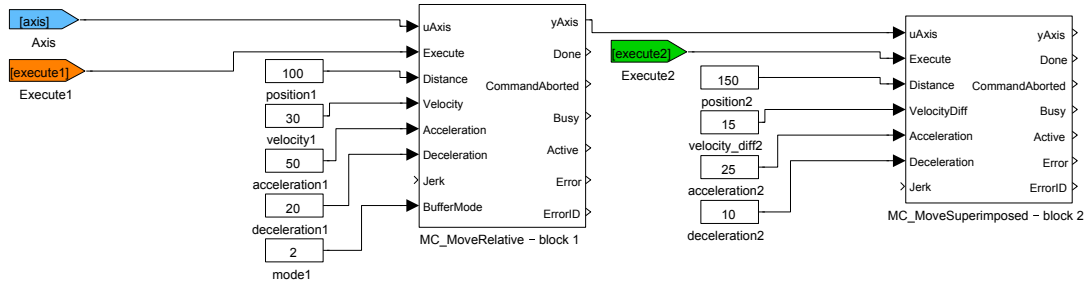 [axis]
Axis
[execute1]
Execute1
100
position1
30
velocity1
50
acceleration1
20
deceleration1
2
mode1
uAxis
Execute
Distance
Velocity
Acceleration
Deceleration
Jerk
BufferMode
yAxis
Done
CommandAborted
Busy
Active
Error
ErrorID
MC_MoveRelative − block 1
[execute2]
Execute2
150
position2
15
velocity_diff2
25
acceleration2
10
deceleration2
uAxis
Execute
Distance
VelocityDiff
Acceleration
Deceleration
Jerk
yAxis
Done
CommandAborted
Busy
Active
Error
ErrorID
MC_MoveSuperimposed − block 2